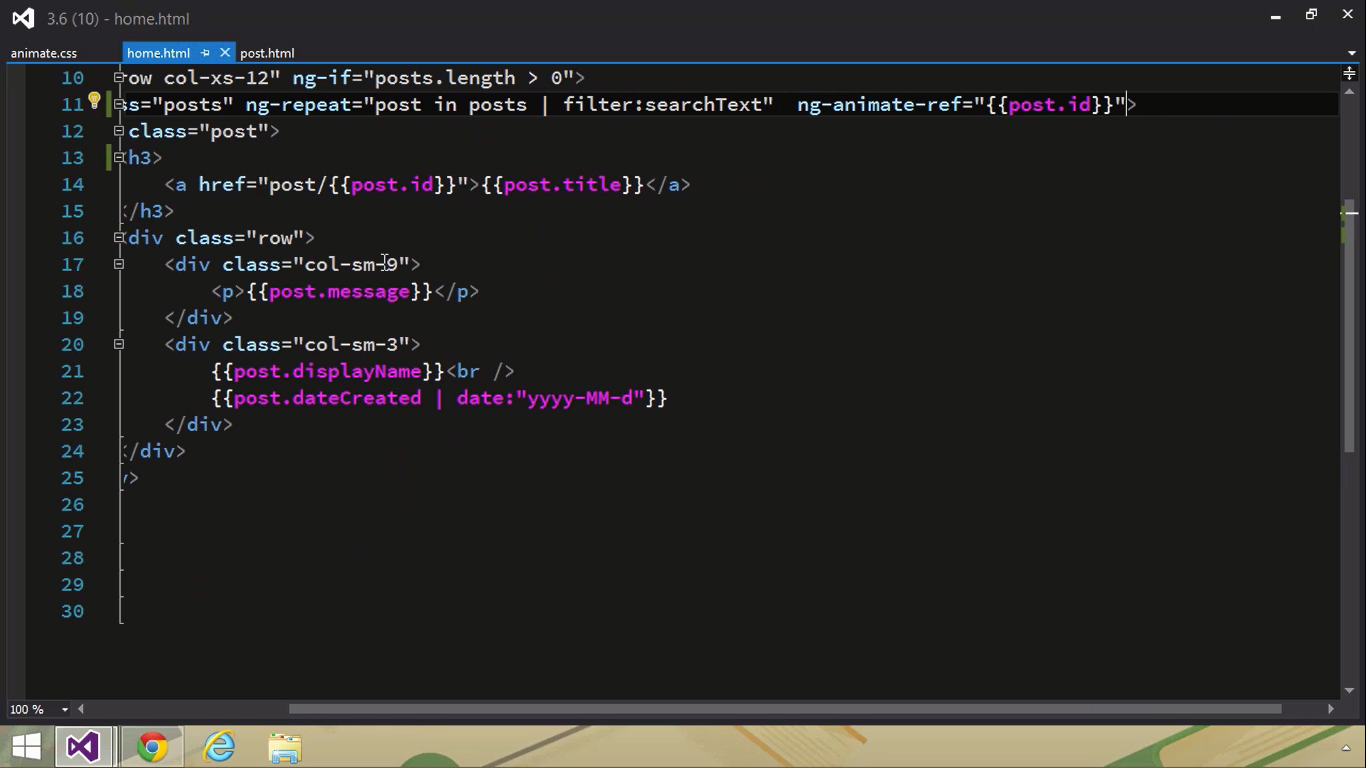 3.6 (10) - home.html
animate.css home.html post.html
10 row col-xs-12" ng-if="posts.length > 0">
11 ss="posts" ng-repeat="post in posts | filter:searchText"  ng-animate-ref="{{post.id}}">
12 class="post">
13 h3>
14 <a href="post/{{post.id}}">{{post.title}}</a>
15 /h3>
16 div class="row">
17 <div class="col-sm-9">
18 <p>{{post.message}}</p>
19 </div>
20 <div class="col-sm-3">
21 {{post.displayName}}<br />
22 {{post.dateCreated | date:"yyyy-MM-d"}}
23 </div>
24 /div>
25 >
26
27
28
29
30
100 %